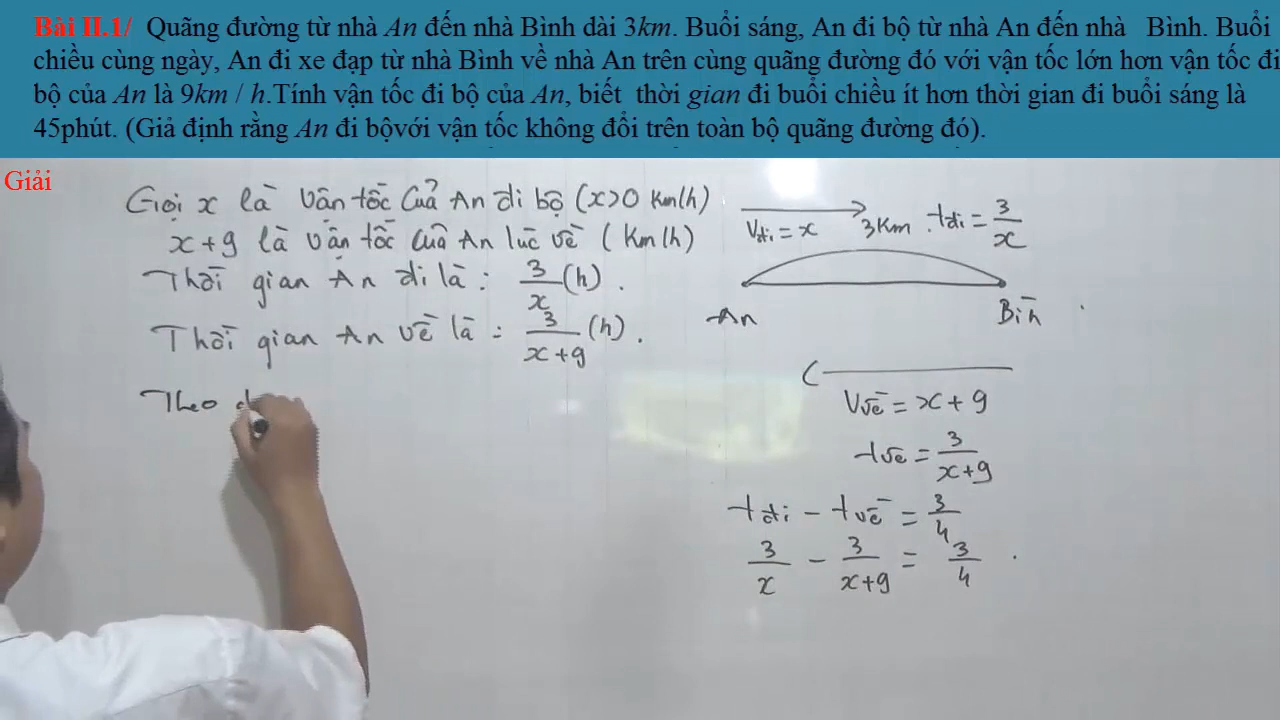 Bài II.1/ Quãng đường từ nhà An đến nhà Bình dài 3km. Buổi sáng, An đi bộ từ nhà An đến nhà Bình. Buổi
chiều cùng ngày, An đi xe đạp từ nhà Bình về nhà An trên cùng quãng đường đó với vận tốc lớn hơn vận tốc đi
bộ của An là 9km / h.Tính vận tốc đi bộ của An, biết thời gian đi buổi chiều ít hơn thời gian đi buổi sáng là
45phút. (Giả định rằng An đi bộvới vận tốc không đổi trên toàn bộ quãng đường đó).
Giải
Gọi x là vận tốc của An đi bộ (x>0 km/h)
x+9 là vận tốc của An lúc về (km/h)
Thời gian An đi là: 3/x (h).
Thời gian An về là: 3/(x+9) (h).
Theo
Vđi = x 3km. tđi = 3/x
An Bìn
Vvề = x+9
tvề = 3/(x+9)
tđi - tvề = 3/4
3/x - 3/(x+9) = 3/4